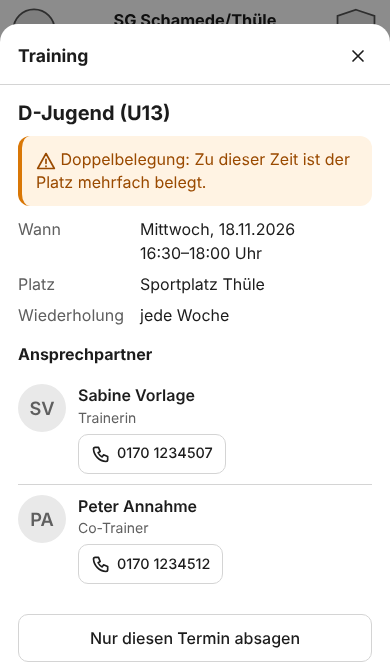 SG Schamede/Thüle
Training
D-Jugend (U13)
Doppelbelegung: Zu dieser Zeit ist der
Platz mehrfach belegt.
Wann
Mittwoch, 18.11.2026
16:30–18:00 Uhr
Platz
Sportplatz Thüle
Wiederholung
jede Woche
Ansprechpartner
SV
Sabine Vorlage
Trainerin
0170 1234507
PA
Peter Annahme
Co-Trainer
0170 1234512
Nur diesen Termin absagen